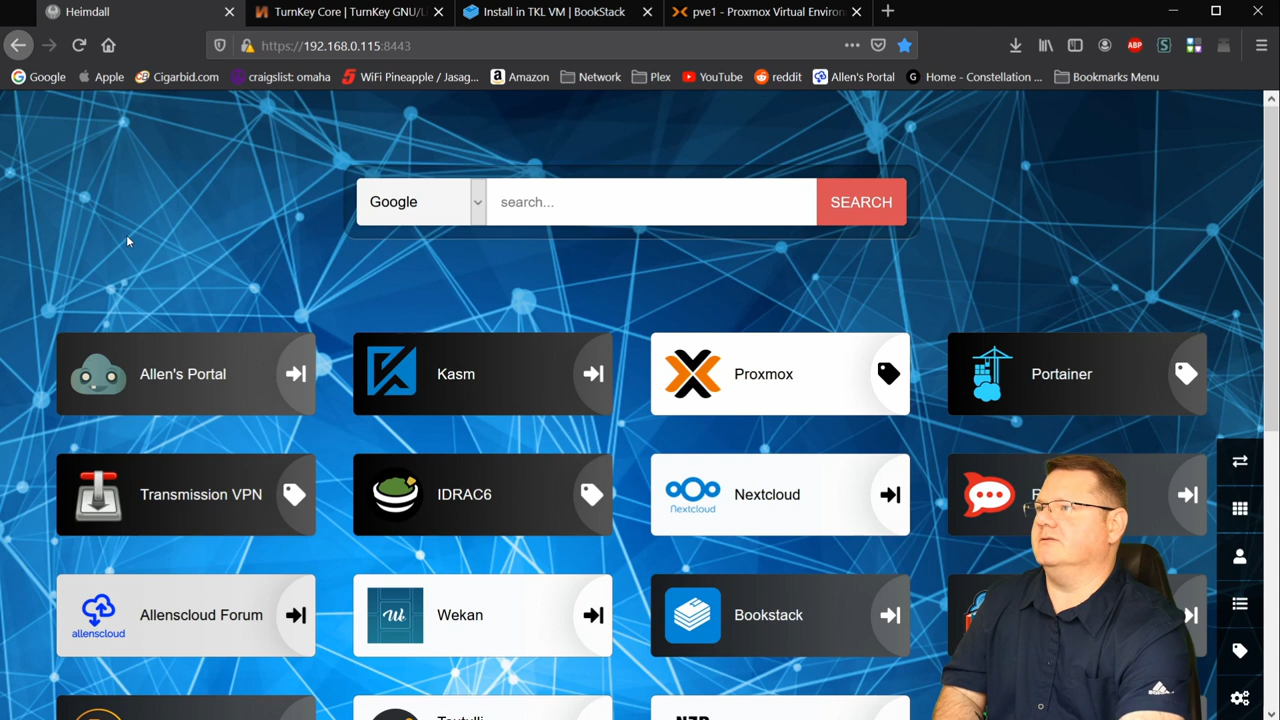 Heimdall
TurnKey Core | TurnKey GNU/Li
Install in TKL VM | BookStack
pve1 - Proxmox Virtual Environ
https://192.168.0.115:8443
ABP
Google
Apple
Cigarbid.com
craigslist: omaha
WiFi Pineapple / Jasag...
Amazon
Network
Plex
YouTube
reddit
Allen's Portal
Home - Constellation ...
Bookmarks Menu
Google
search...
SEARCH
Allen's Portal
Kasm
Proxmox
Portainer
Transmission VPN
IDRAC6
Nextcloud
Nextcloud
allenscloud
Allenscloud Forum
Wekan
Bookstack